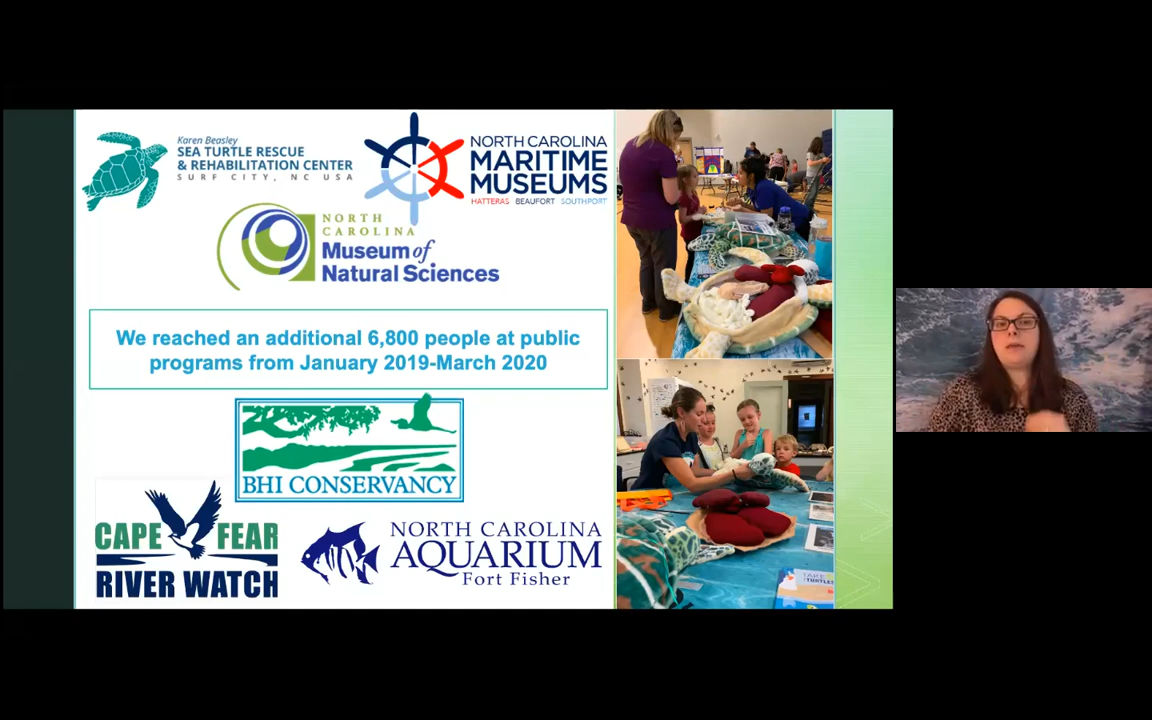 Karen Beasley
SEA TURTLE RESCUE
& REHABILITATION CENTER
SURF CITY, NC USA
NORTH CAROLINA
MARITIME
MUSEUMS
HATTERAS BEAUFORT SOUTHPORT
NORTH
CAROLINA
Museum of
Natural Sciences
We reached an additional 6,800 people at public
programs from January 2019-March 2020
BHI CONSERVANCY
CAPE FEAR
RIVER WATCH
NORTH CAROLINA
AQUARIUM
Fort Fisher